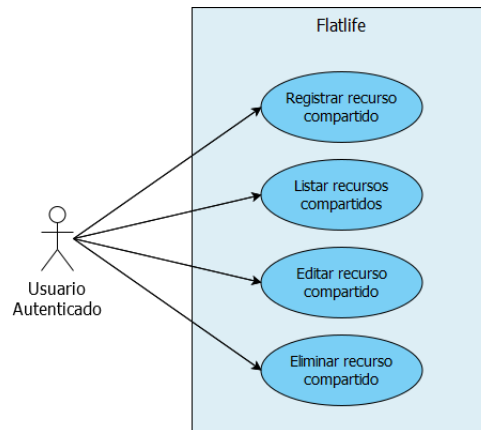 Flatlife
Registrar recurso
compartido
Listar recursos
compartidos
Editar recurso
compartido
Eliminar recurso
compartido
Usuario
Autenticado